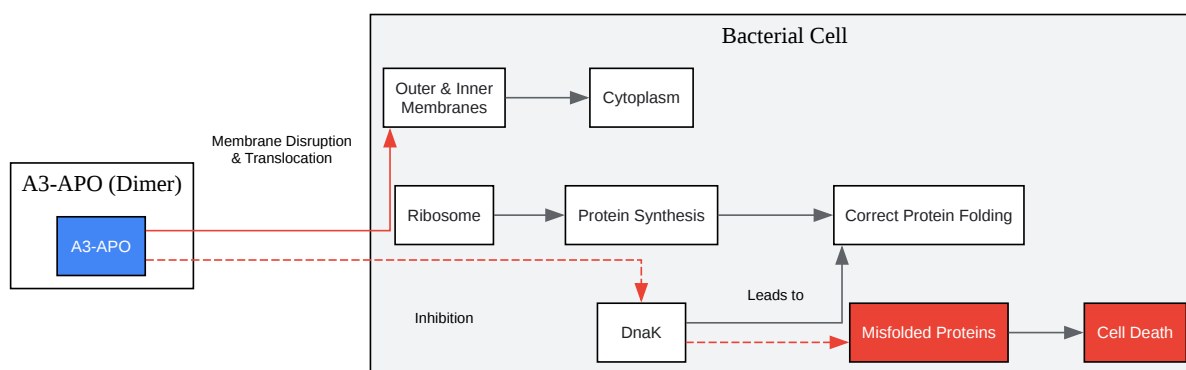 Bacterial Cell
Outer & Inner
Membranes
Cytoplasm
Membrane Disruption
& Translocation
A3-APO (Dimer)
A3-APO
Ribosome
Protein Synthesis
Correct Protein Folding
Leads to
Inhibition
DnaK
Misfolded Proteins
Cell Death